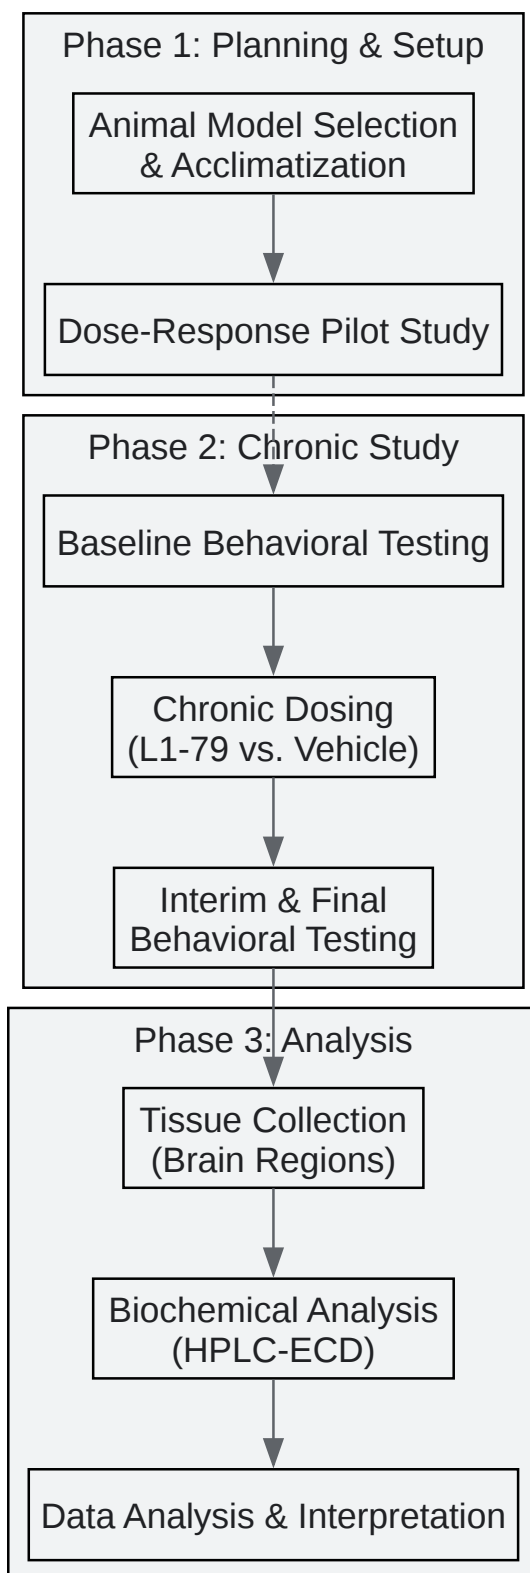 Phase 1: Planning & Setup
Animal Model Selection
& Acclimatization
Dose-Response Pilot Study
Phase 2: Chronic Study
Baseline Behavioral Testing
Chronic Dosing
(L1-79 vs. Vehicle)
Interim & Final
Behavioral Testing
Phase 3: Analysis
Tissue Collection
(Brain Regions)
Biochemical Analysis
(HPLC-ECD)
Data Analysis & Interpretation